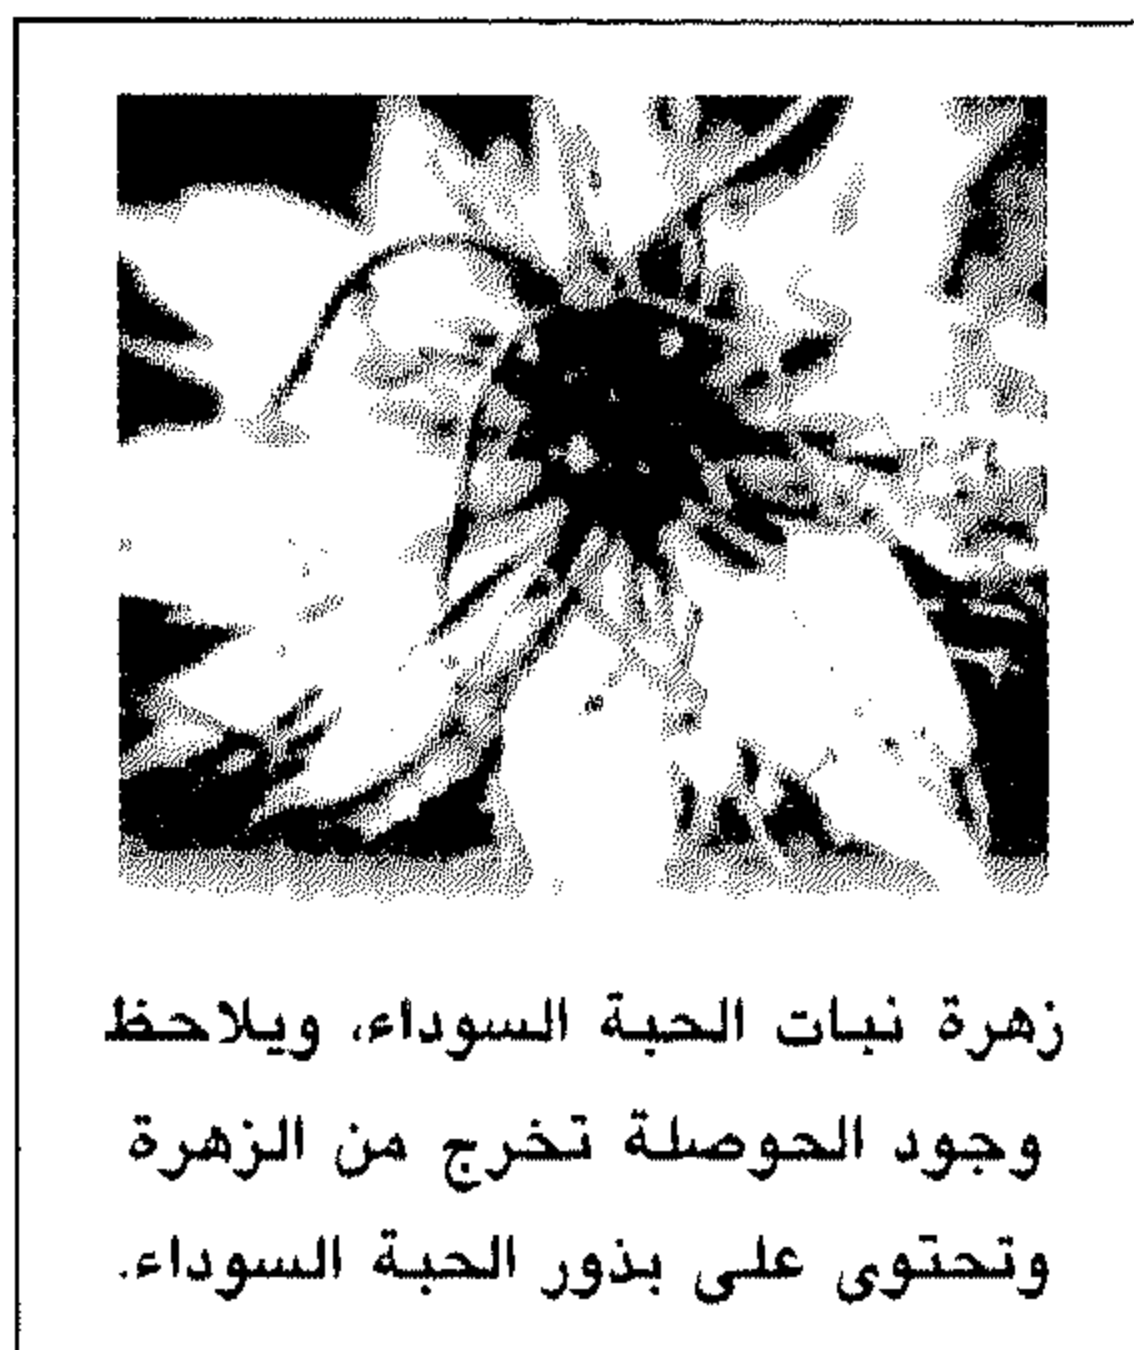 زهرة نبات الحبة السوداء، ويلاحظ
وجود الحوصلة تخرج من الزهرة
وتحتوى على بذور الحبة السوداء.